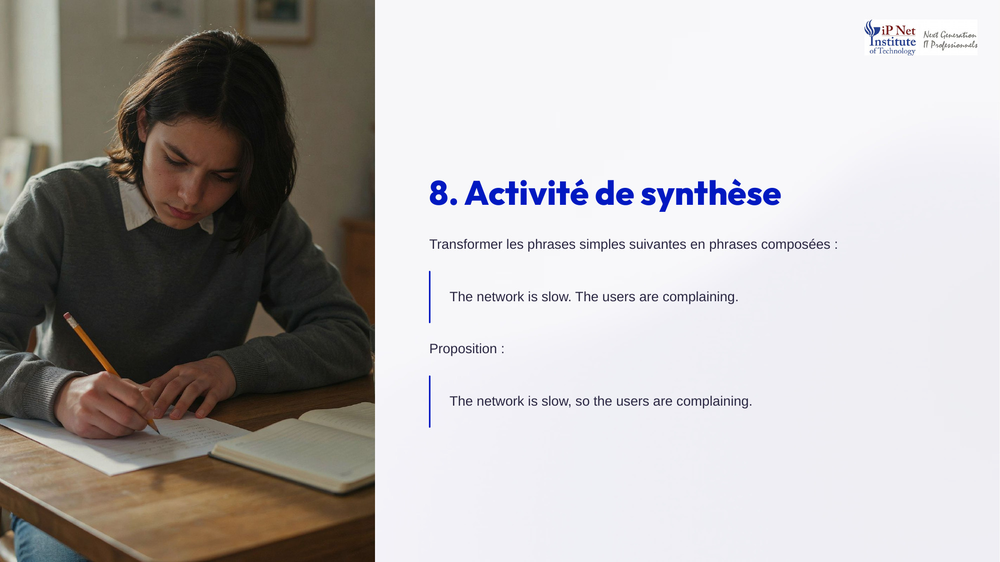 iP Net
Institute
of Technology
Next Generation
IT Professionnels
8. Activité de synthèse
Transformer les phrases simples suivantes en phrases composées :
The network is slow. The users are complaining.
Proposition :
The network is slow, so the users are complaining.